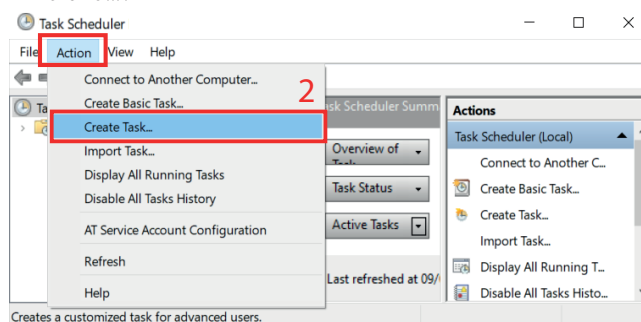 Task Scheduler
File Action View Help
Connect to Another Computer...
Create Basic Task...
Create Task...
Import Task...
Display All Running Tasks
Disable All Tasks History
AT Service Account Configuration
Refresh
Help
2
Task Scheduler Summ
Overview of
Task Status
Active Tasks
Last refreshed at 09/
Actions
Task Scheduler (Local)
Connect to Another C...
Create Basic Task...
Create Task...
Import Task...
Display All Running T...
Disable All Tasks Histo...
Creates a customized task for advanced users.